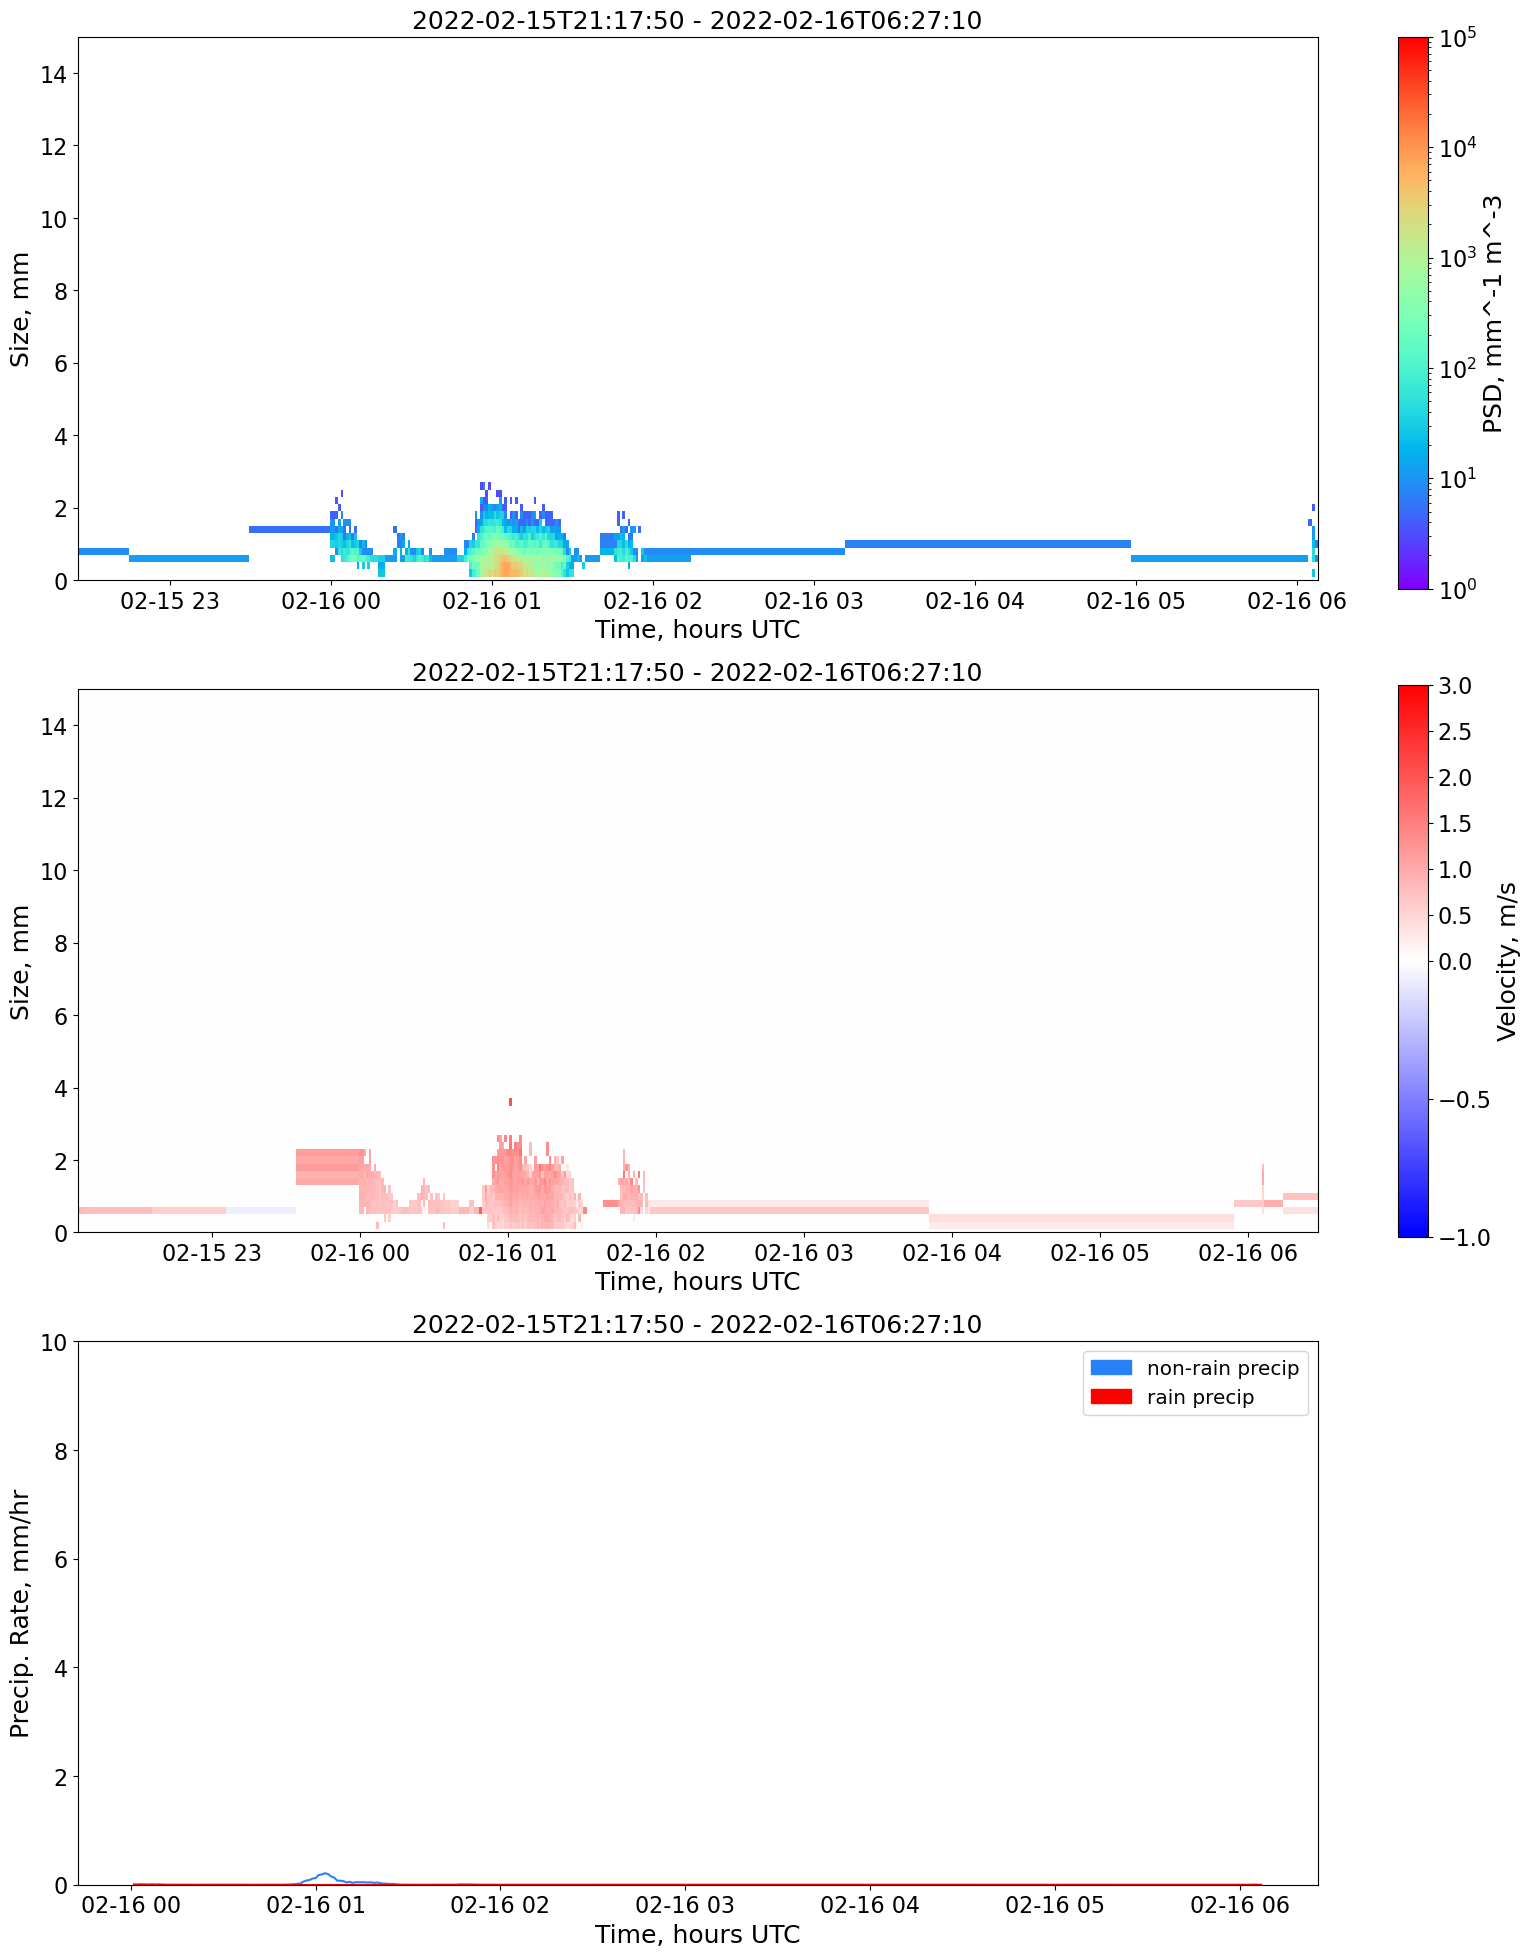 2022-02-15T21:17:50 - 2022-02-16T06:27:10
14
12
10
8
6
4
2
0
Size, mm
02-15 23 02-16 00 02-16 01 02-16 02 02-16 03 02-16 04 02-16 05 02-16 06
Time, hours UTC
10^5
10^4
10^3
10^2
10^1
10^0
PSD, mm^-1 m^-3
2022-02-15T21:17:50 - 2022-02-16T06:27:10
14
12
10
8
6
4
2
0
Size, mm
02-15 23 02-16 00 02-16 01 02-16 02 02-16 03 02-16 04 02-16 05 02-16 06
Time, hours UTC
3.0
2.5
2.0
1.5
1.0
0.5
0.0
−0.5
−1.0
Velocity, m/s
2022-02-15T21:17:50 - 2022-02-16T06:27:10
10
8
6
4
2
0
Precip. Rate, mm/hr
non-rain precip
rain precip
02-16 00 02-16 01 02-16 02 02-16 03 02-16 04 02-16 05 02-16 06
Time, hours UTC